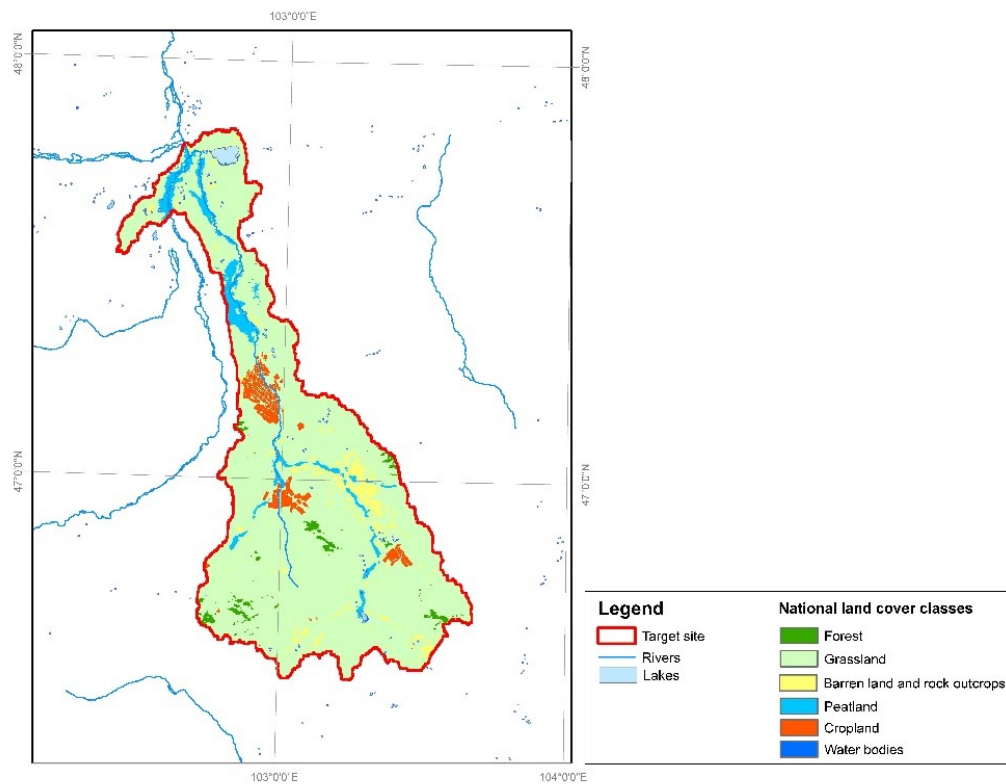 103°0'0"E
48°0'0"N
48°0'0"N
47°0'0"N
47°0'0"N
103°0'0"E
104°0'0"E
Legend
Target site
Rivers
Lakes
National land cover classes
Forest
Grassland
Barren land and rock outcrops
Peatland
Cropland
Water bodies